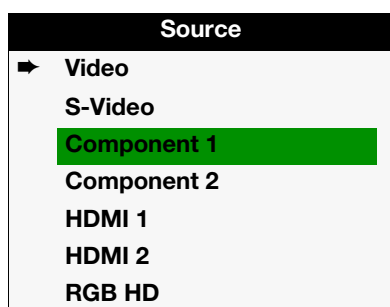 Source
➨ Video
S-Video
Component 1
Component 2
HDMI 1
HDMI 2
RGB HD